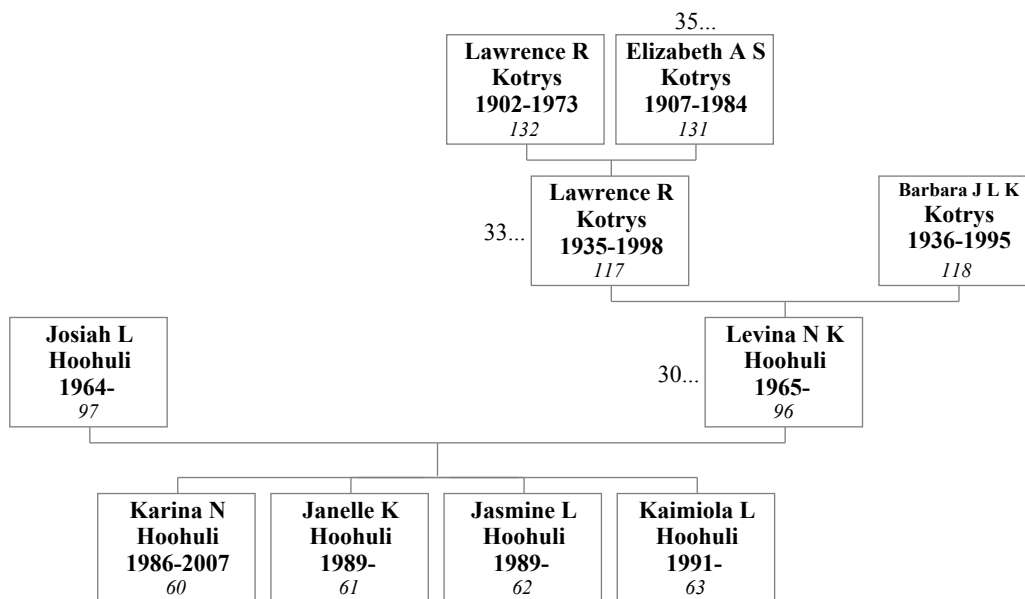 35...
Lawrence R
Kotrys
1902-1973
132
Elizabeth A S
Kotrys
1907-1984
131
33...
Lawrence R
Kotrys
1935-1998
117
Barbara J L K
Kotrys
1936-1995
118
Josiah L
Hoohuli
1964-
97
30...
Levina N K
Hoohuli
1965-
96
Karina N
Hoohuli
1986-2007
60
Janelle K
Hoohuli
1989-
61
Jasmine L
Hoohuli
1989-
62
Kaimiola L
Hoohuli
1991-
63